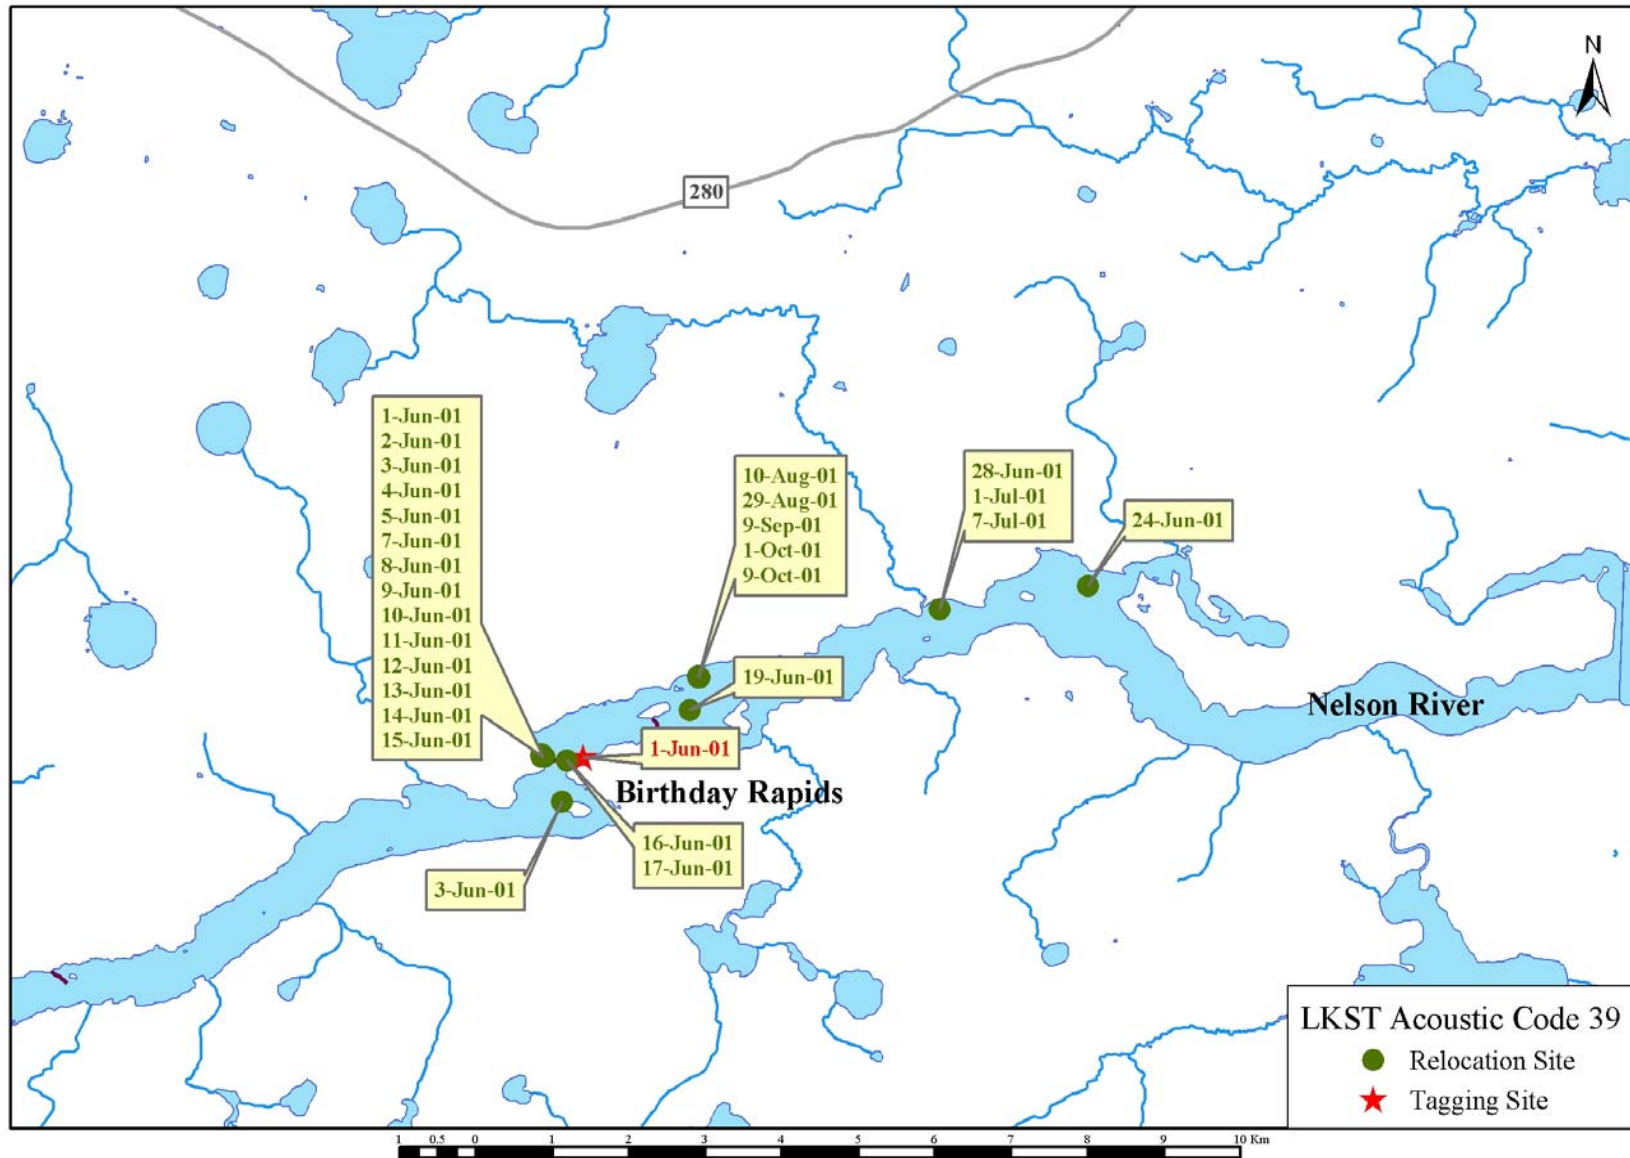 N
280
1-Jun-01
2-Jun-01
3-Jun-01
4-Jun-01
5-Jun-01
7-Jun-01
8-Jun-01
9-Jun-01
10-Jun-01
11-Jun-01
12-Jun-01
13-Jun-01
14-Jun-01
15-Jun-01
10-Aug-01
29-Aug-01
9-Sep-01
1-Oct-01
9-Oct-01
28-Jun-01
1-Jul-01
7-Jul-01
24-Jun-01
19-Jun-01
1-Jun-01
Nelson River
Birthday Rapids
16-Jun-01
17-Jun-01
3-Jun-01
LKST Acoustic Code 39
Relocation Site
Tagging Site
1 0.5 0 1 2 3 4 5 6 7 8 9 10 Km